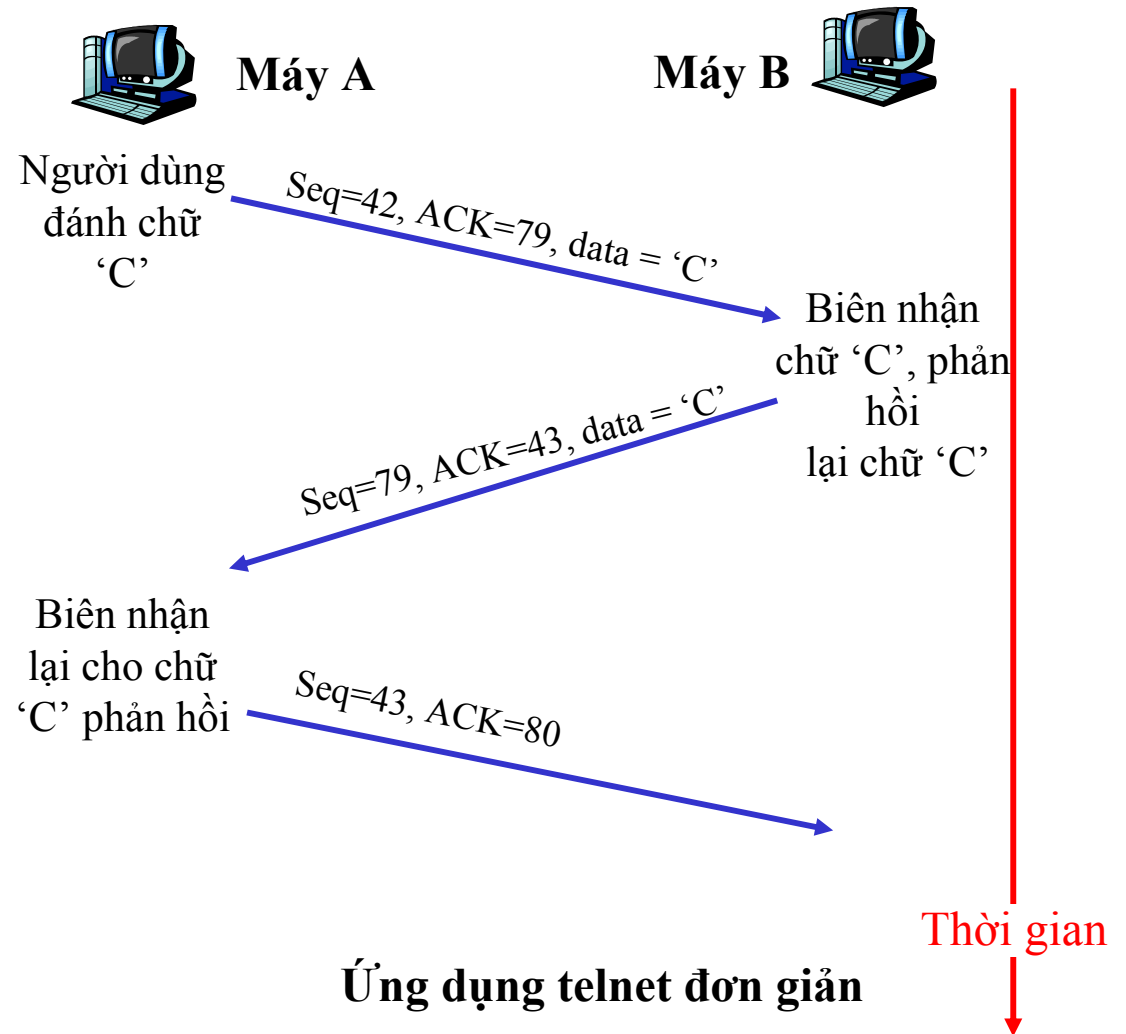 Máy A
Máy B
Người dùng
đánh chữ
‘C’
Seq=42, ACK=79, data = ‘C’
Biên nhận
chữ ‘C’, phản
hồi
lại chữ ‘C’
Seq=79, ACK=43, data = ‘C’
Biên nhận
lại cho chữ
‘C’ phản hồi
Seq=43, ACK=80
Thời gian
Ứng dụng telnet đơn giản